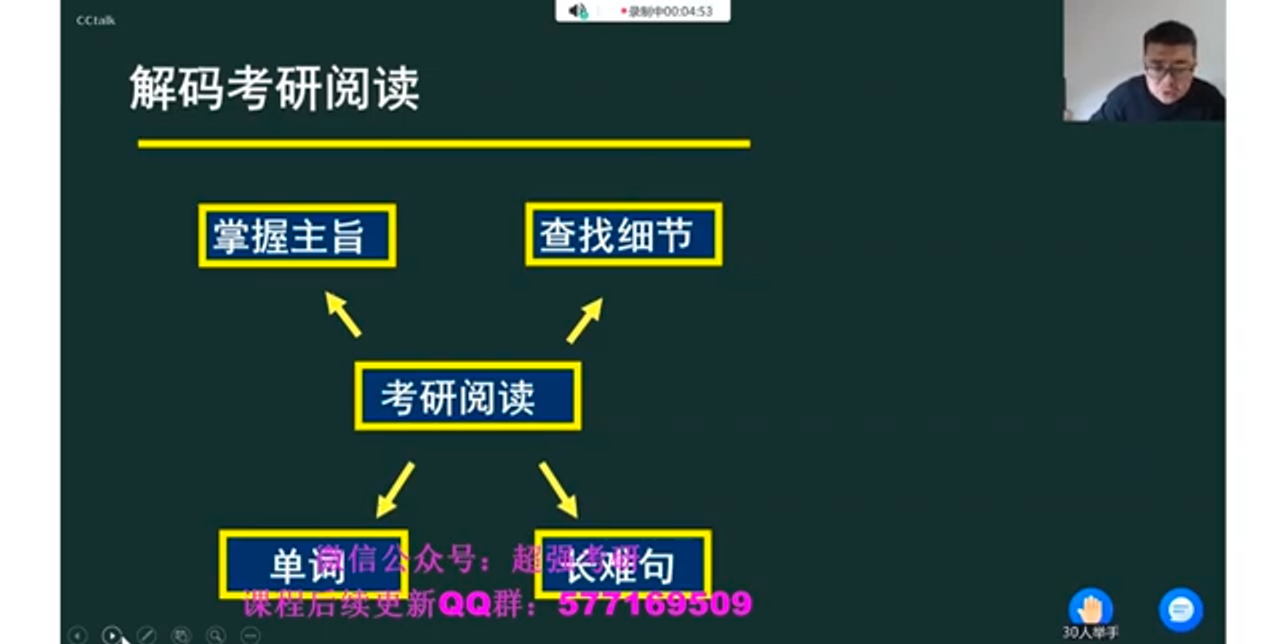 CCtalk
录制中00:04:53
解码考研阅读
掌握主旨
查找细节
考研阅读
单词
长难句
微信公众号：超强考研
课程后续更新QQ群：577169509
30人举手